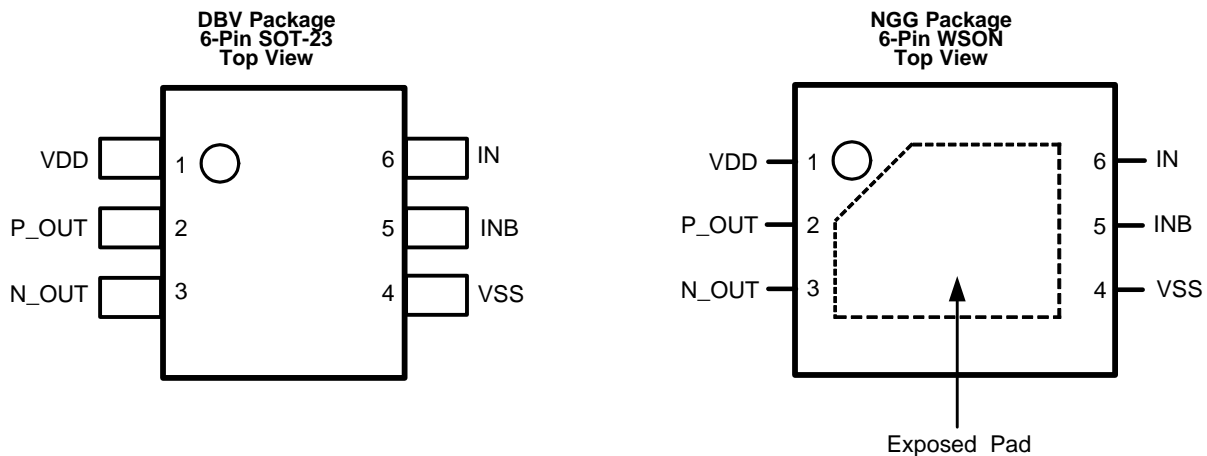 DBV Package
6-Pin SOT-23
Top View
VDD
1
6
IN
P_OUT
2
5
INB
N_OUT
3
4
VSS
NGG Package
6-Pin WSON
Top View
VDD
1
6
IN
P_OUT
2
5
INB
N_OUT
3
4
VSS
Exposed Pad